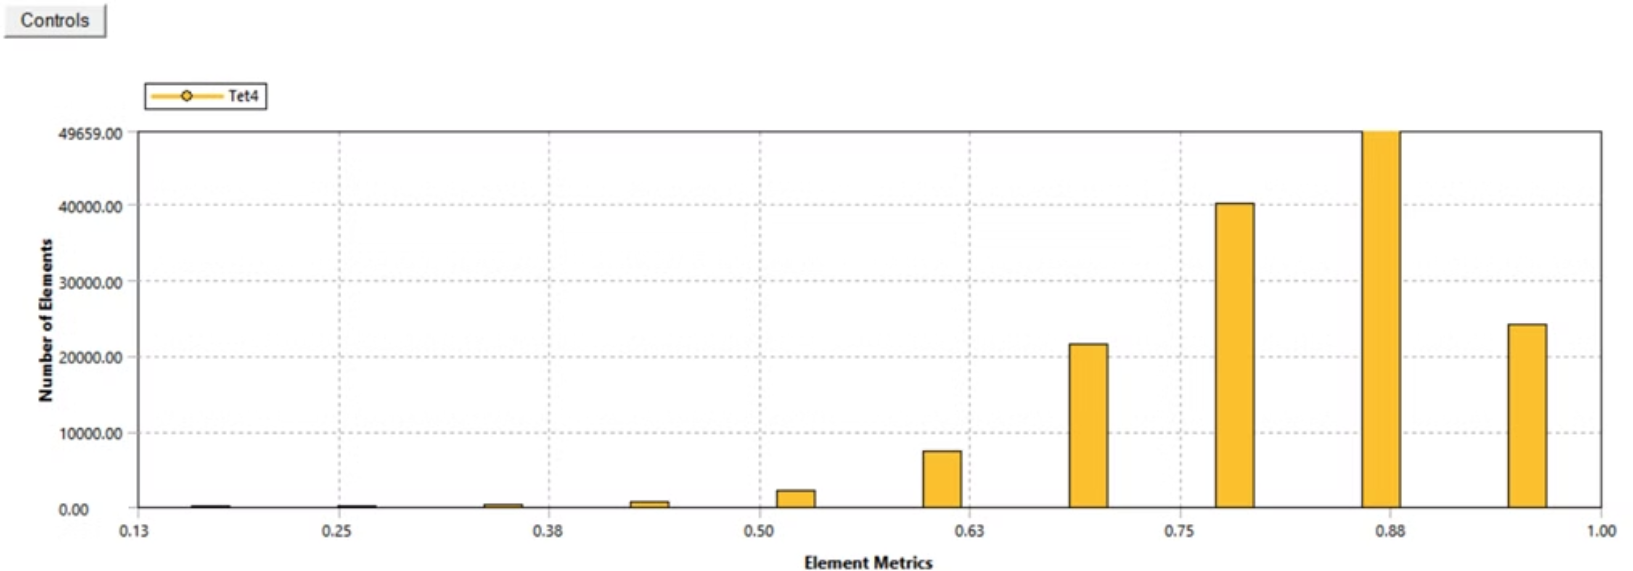 Controls
Tet4
49659.00
40000.00
30000.00
20000.00
10000.00
0.00
Number of Elements
0.13 0.25 0.38 0.50 0.63 0.75 0.88 1.00
Element Metrics